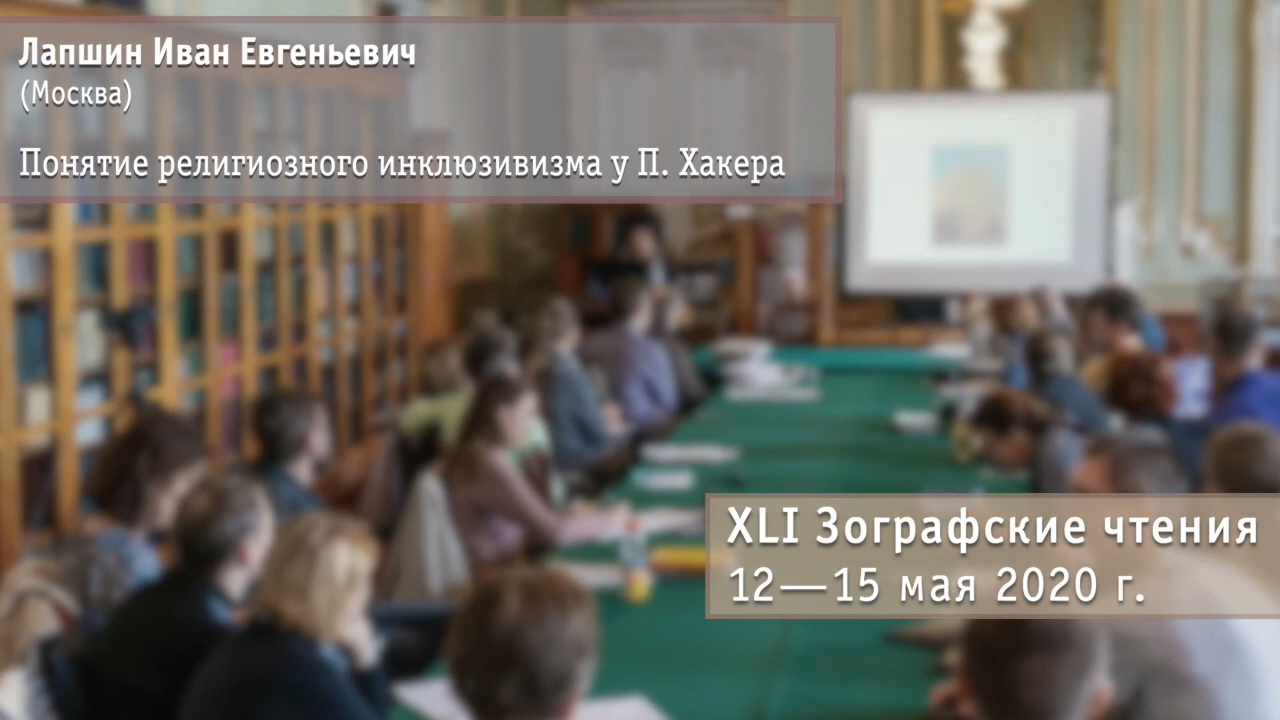 Лапшин Иван Евгеньевич
(Москва)
Понятие религиозного инклюзивизма у П. Хакера
XLI Зографские чтения
12—15 мая 2020 г.